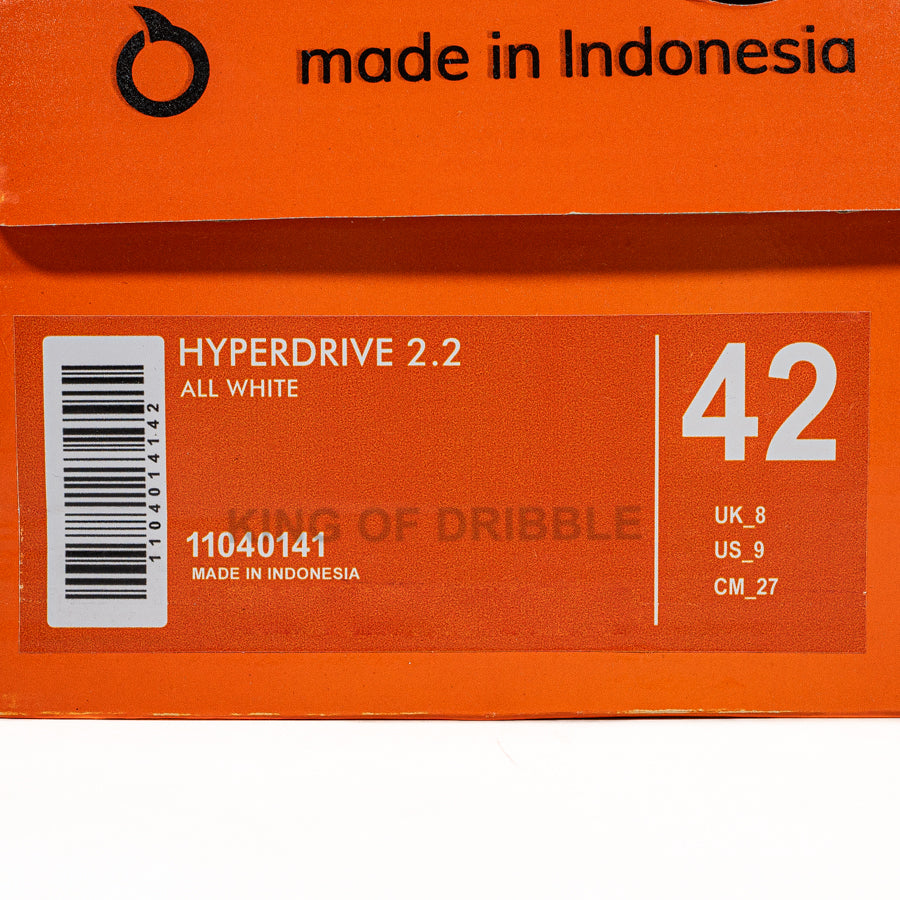 made in Indonesia
HYPERDRIVE 2.2
ALL WHITE
1104014142
KING OF DRIBBLE
11040141
MADE IN INDONESIA
42
UK_8
US_9
CM_27